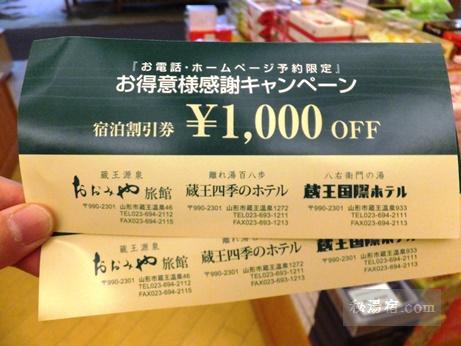 『お電話・ホームページ予約限定』
お得意様感謝キャンペーン
宿泊割引券 ¥1,000 OFF
蔵王源泉
おおみや旅館
〒990-2301 山形市蔵王温泉46
TEL023-694-2112
FAX023-694-2115
離れ湯百八歩
蔵王四季のホテル
〒990-2301 山形市蔵王温泉1272
TEL023-693-1211
FAX023-693-1213
八右衛門の湯
蔵王国際ホテル
〒990-2301 山形市蔵王温泉933
TEL023-694-2111
FAX023-694-2113
蔵王源泉
おおみや旅館
〒990-2301 山形市蔵王温泉46
TEL023-694-2112
FAX023-694-2115
蔵王四季のホテル
〒990-2301 山形市蔵王温泉1272
TEL023-693-1211
FAX023-693-1213
蔵王国際ホテル
〒990-2301 山形市蔵王温泉933
TEL023-694-2111
FAX023-694-2113
秘湯宿.com